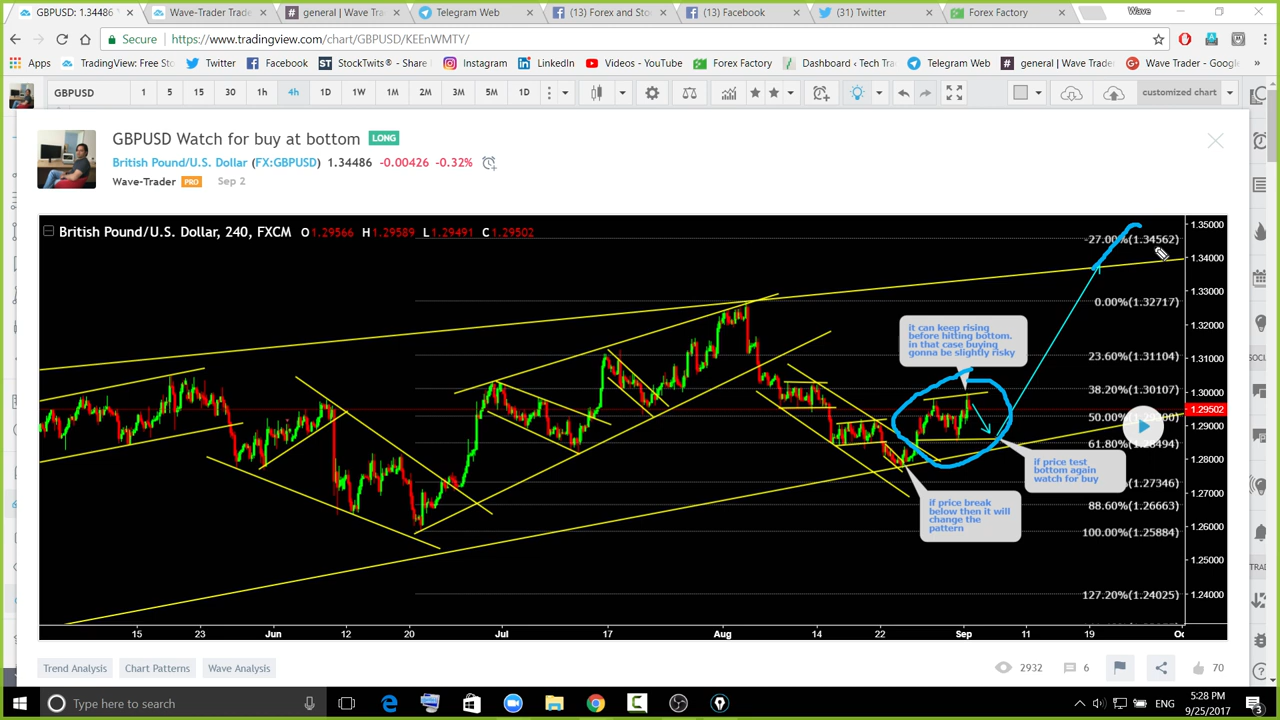 GBPUSD: 1.34486
Wave-Trader Trad
general | Wave Tra
Telegram Web
(13) Forex and Sto
(13) Facebook
(31) Twitter
Forex Factory
Wave
Secure
https://www.tradingview.com/chart/GBPUSD/KEEnWMTY/
Apps
TradingView: Free Sto
Twitter
Facebook
StockTwits® - Share
Instagram
LinkedIn
Videos - YouTube
Forex Factory
Dashboard ‹ Tech Tra
Telegram Web
general | Wave Trade
Wave Trader - Google
GBPUSD 1 5 15 30 1h 4h 1D 1W 1M 2M 3M 5M 1D customized chart
GBPUSD Watch for buy at bottom LONG
British Pound/U.S. Dollar (FX:GBPUSD) 1.34486 -0.00426 -0.32%
Wave-Trader PRO Sep 2
British Pound/U.S. Dollar, 240, FXCM O1.29566 H1.29589 L1.29491 C1.29502
1.35000
-27.00%(1.34562)
1.34000
1.33000
0.00%(1.32717)
1.32000
it can keep rising
before hitting bottom.
in that case buying
gonna be slightly risky
1.31000
23.60%(1.31104)
38.20%(1.30107)
1.30000
1.29502
50.00%
1.29000
61.80%
1.28000
if price test
bottom again
watch for buy
1.27000
88.60%(1.26663)
if price break
below then it will
change the
pattern
1.26000
100.00%(1.25884)
1.25000
127.20%(1.24025)
1.24000
15 23 Jun 12 20 Jul 17 Aug 14 22 Sep 11 19
SOCIAL
TRAD
Trend Analysis
Chart Patterns
Wave Analysis
2932
6
70
Type here to search
ENG
5:28 PM
9/25/2017
3